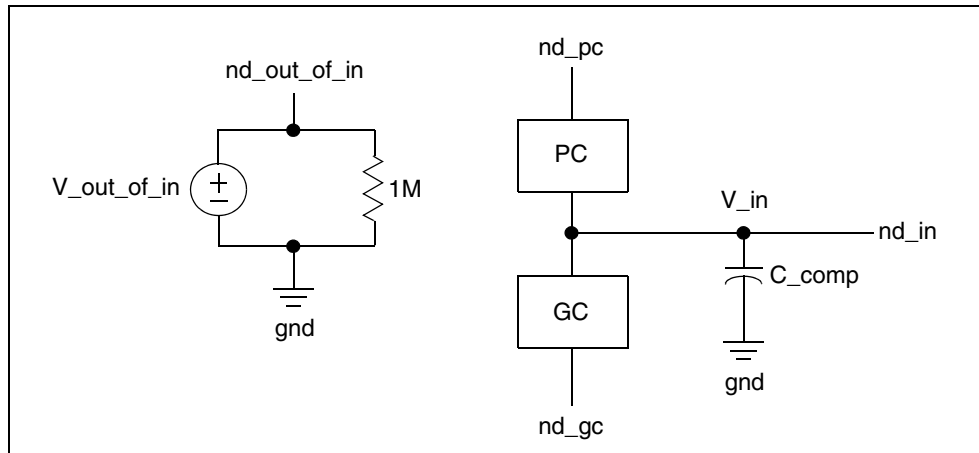 nd_out_of_in
V_out_of_in
+
−
1M
gnd
nd_pc
PC
V_in
nd_in
C_comp
GC
gnd
nd_gc